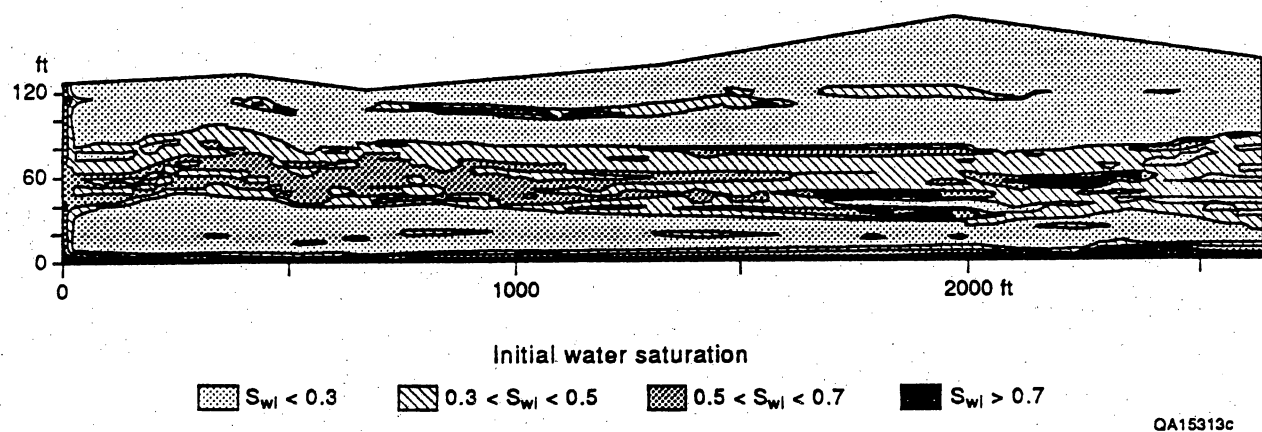 ft
120
60
0
0
1000
2000 ft
Initial water saturation
Swi < 0.3
0.3 < Swi < 0.5
0.5 < Swi < 0.7
Swi > 0.7
QA15313c